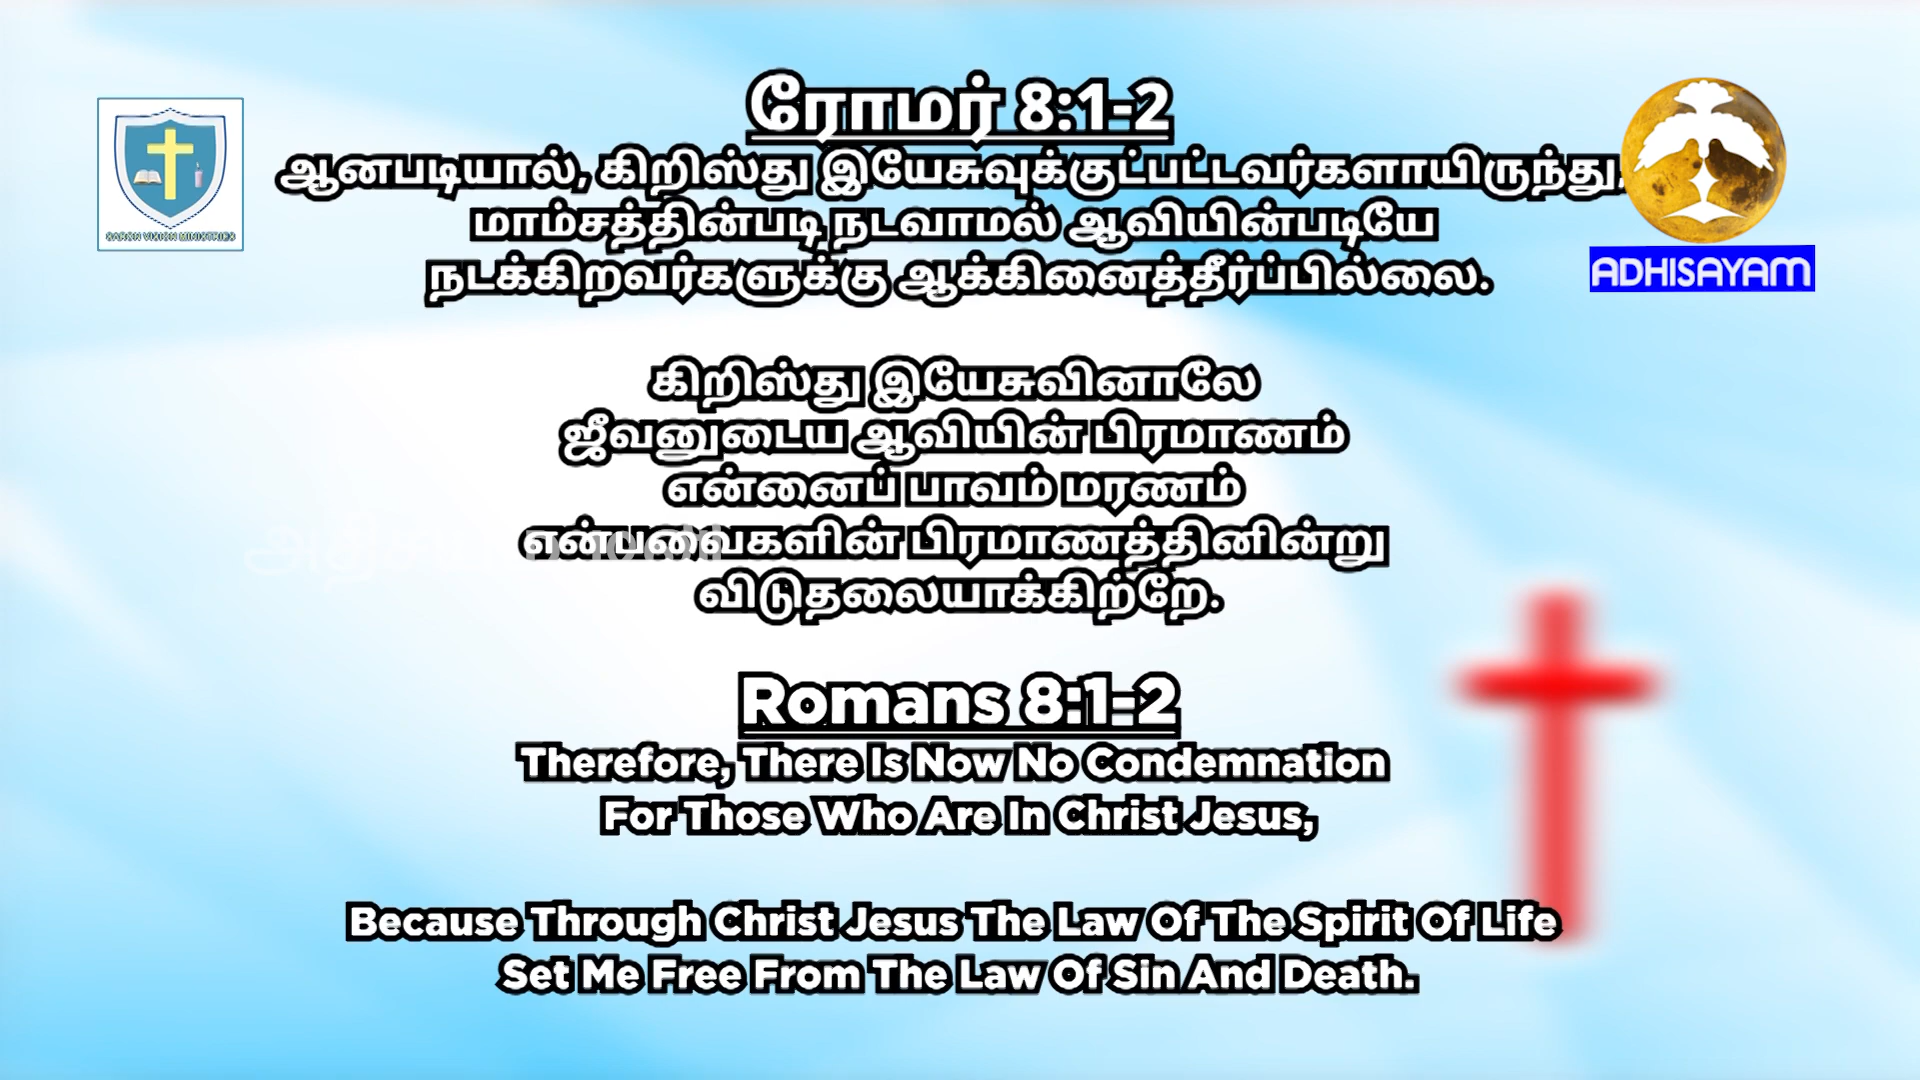 ரோமர் 8:1-2
ஆனபடியால், கிறிஸ்து இயேசுவுக்குட்பட்டவர்களாயிருந்து,
மாம்சத்தின்படி நடவாமல் ஆவியின்படியே
நடக்கிறவர்களுக்கு ஆக்கினைத்தீர்ப்பில்லை.
ADHISAYAM
கிறிஸ்து இயேசுவினாலே
ஜீவனுடைய ஆவியின் பிரமாணம்
என்னைப் பாவம் மரணம்
என்பவைகளின் பிரமாணத்தினின்று
விடுதலையாக்கிற்றே.
Romans 8:1-2
Therefore, There Is Now No Condemnation
For Those Who Are In Christ Jesus,
Because Through Christ Jesus The Law Of The Spirit Of Life
Set Me Free From The Law Of Sin And Death.